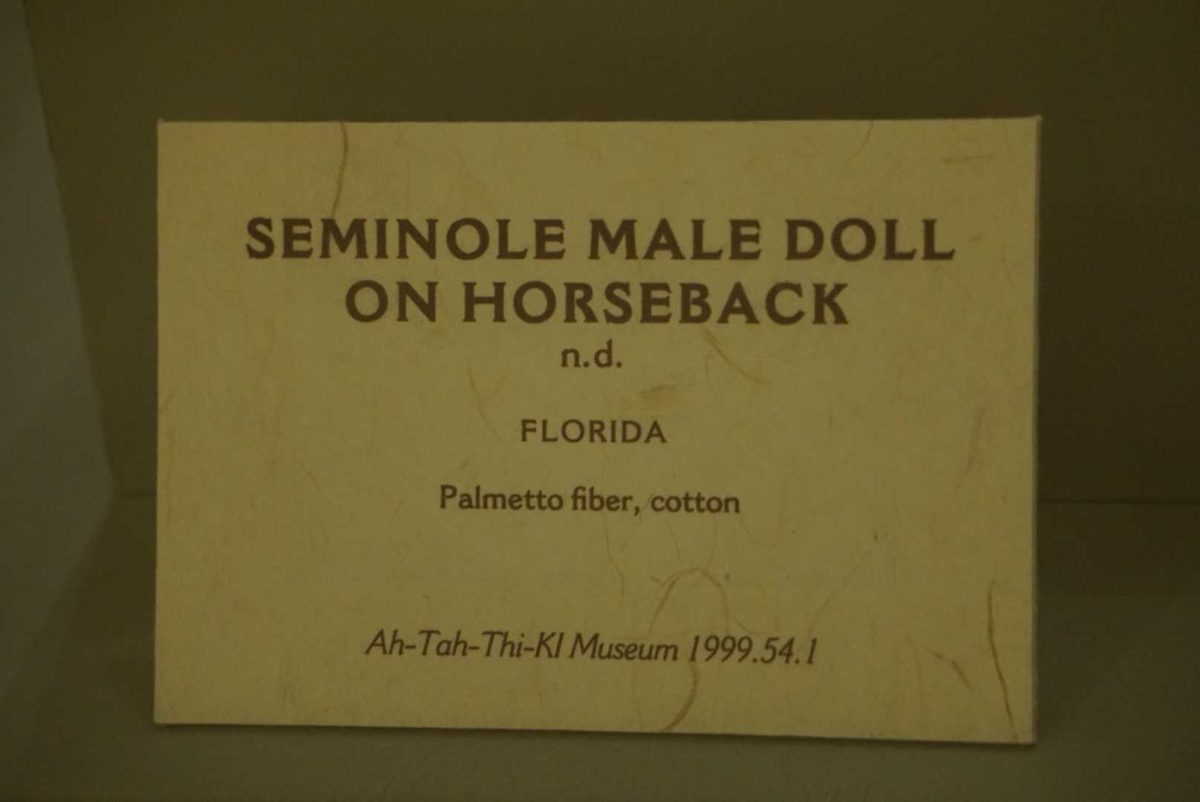 SEMINOLE MALE DOLL
ON HORSEBACK
n.d.
FLORIDA
Palmetto fiber, cotton
Ah-Tah-Thi-KI Museum 1999.54.1